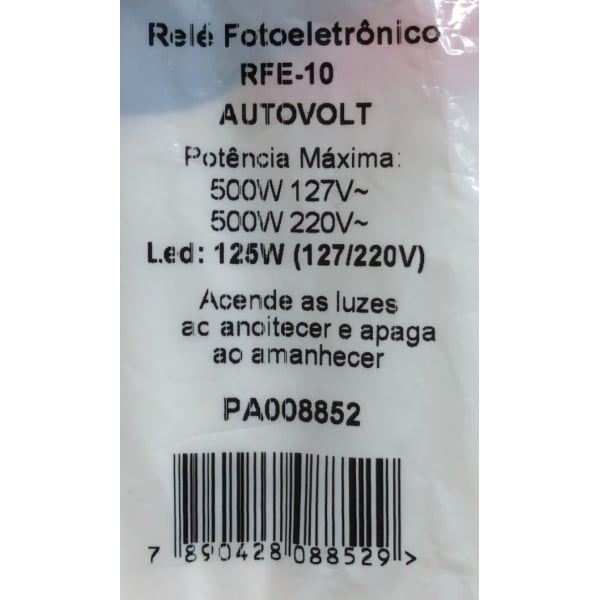 Relé Fotoeletrônico
RFE-10
AUTOVOLT
Potência Máxima:
500W 127V~
500W 220V~
Led: 125W (127/220V)
Acende as luzes
ao anoitecer e apaga
ao amanhecer
PA008852
7 890428 088529 >